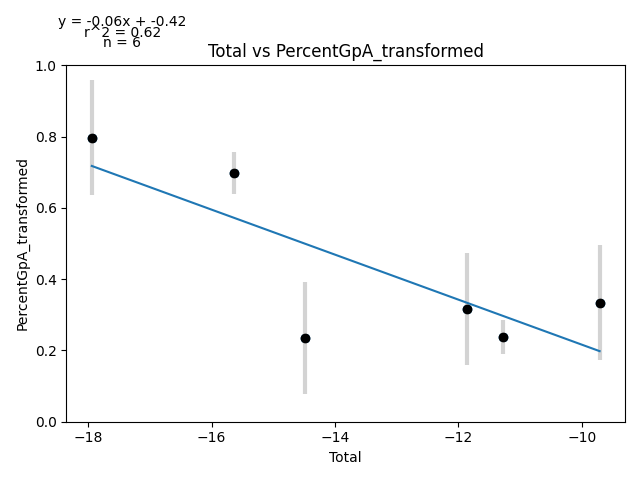 y = -0.06x + -0.42
r^2 = 0.62
n = 6
Total vs PercentGpA_transformed
1.0
0.8
0.6
0.4
0.2
0.0
PercentGpA_transformed
−18 −16 −14 −12 −10
Total